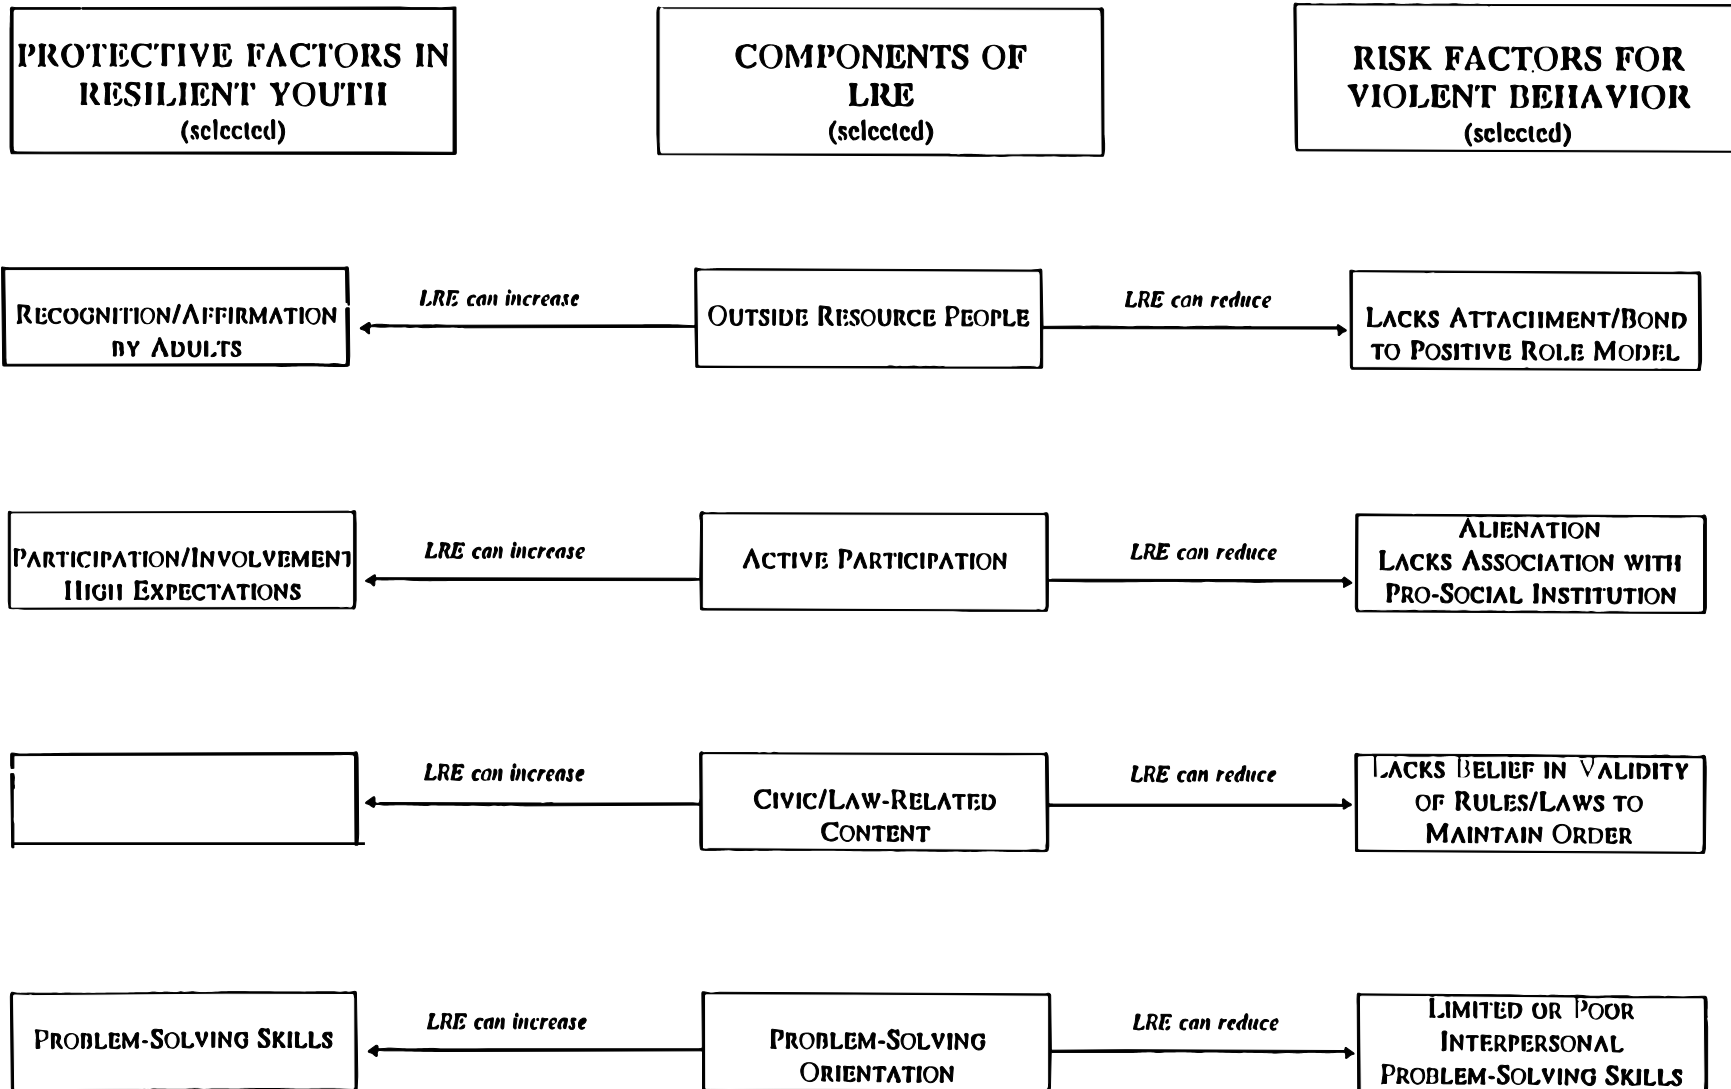 PROTECTIVE FACTORS IN
RESILIENT YOUTH
(selected)
COMPONENTS OF
LRE
(selected)
RISK FACTORS FOR
VIOLENT BEHAVIOR
(selected)
RECOGNITION/AFFIRMATION
BY ADULTS
LRE can increase
OUTSIDE RESOURCE PEOPLE
LRE can reduce
LACKS ATTACHMENT/BOND
TO POSITIVE ROLE MODEL
PARTICIPATION/INVOLVEMENT
HIGH EXPECTATIONS
LRE can increase
ACTIVE PARTICIPATION
LRE can reduce
ALIENATION
LACKS ASSOCIATION WITH
PRO-SOCIAL INSTITUTION
LRE can increase
CIVIC/LAW-RELATED
CONTENT
LRE can reduce
LACKS BELIEF IN VALIDITY
OF RULES/LAWS TO
MAINTAIN ORDER
PROBLEM-SOLVING SKILLS
LRE can increase
PROBLEM-SOLVING
ORIENTATION
LRE can reduce
LIMITED OR POOR
INTERPERSONAL
PROBLEM-SOLVING SKILLS